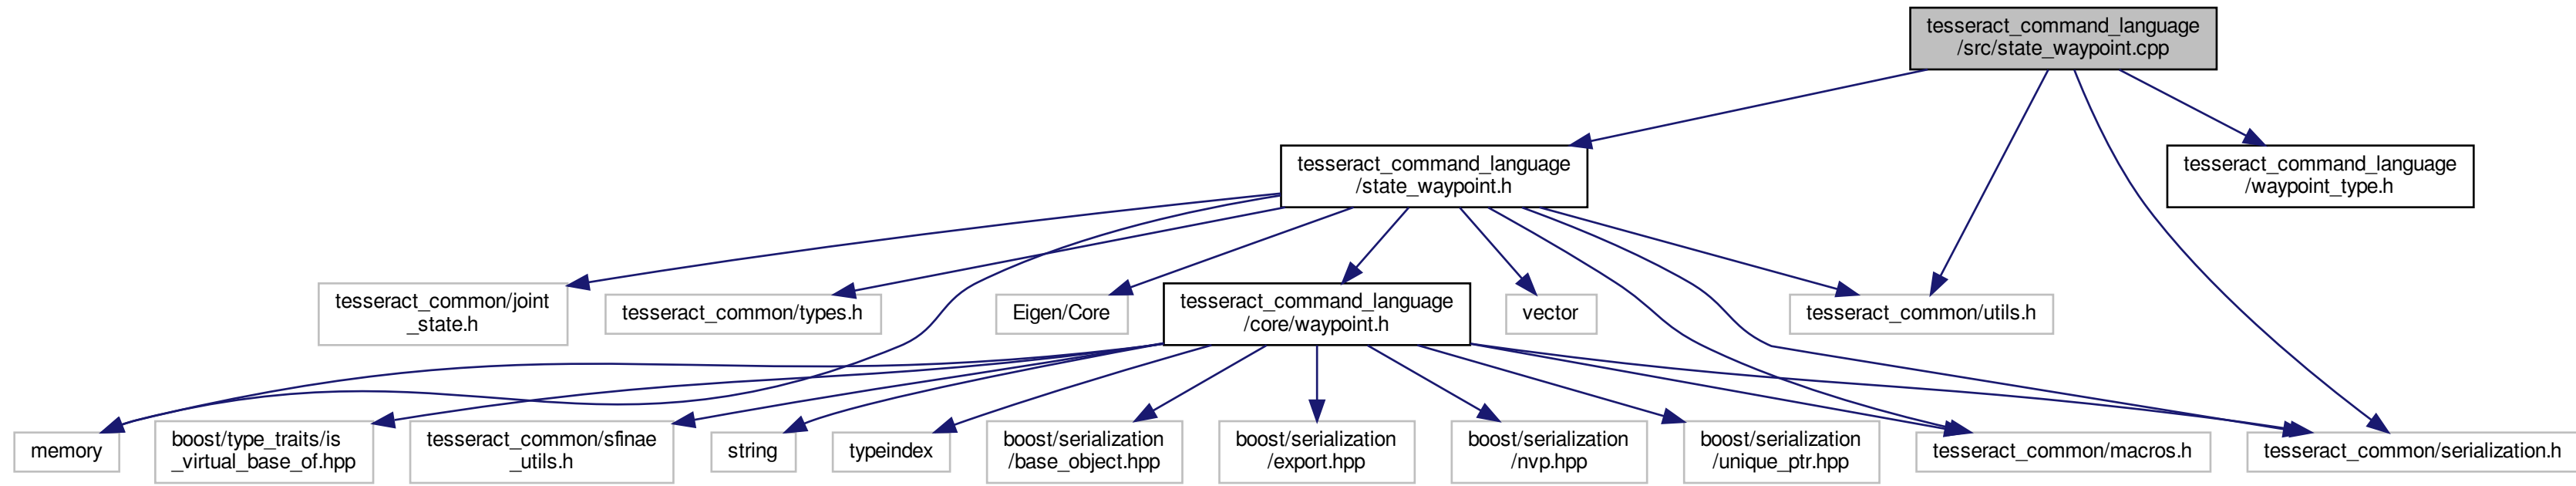 tesseract_command_language
/src/state_waypoint.cpp
tesseract_command_language
/state_waypoint.h
tesseract_command_language
/waypoint_type.h
tesseract_common/joint
_state.h
tesseract_common/types.h
Eigen/Core
tesseract_command_language
/core/waypoint.h
vector
tesseract_common/utils.h
memory
boost/type_traits/is
_virtual_base_of.hpp
tesseract_common/sfinae
_utils.h
string
typeindex
boost/serialization
/base_object.hpp
boost/serialization
/export.hpp
boost/serialization
/nvp.hpp
boost/serialization
/unique_ptr.hpp
tesseract_common/macros.h
tesseract_common/serialization.h